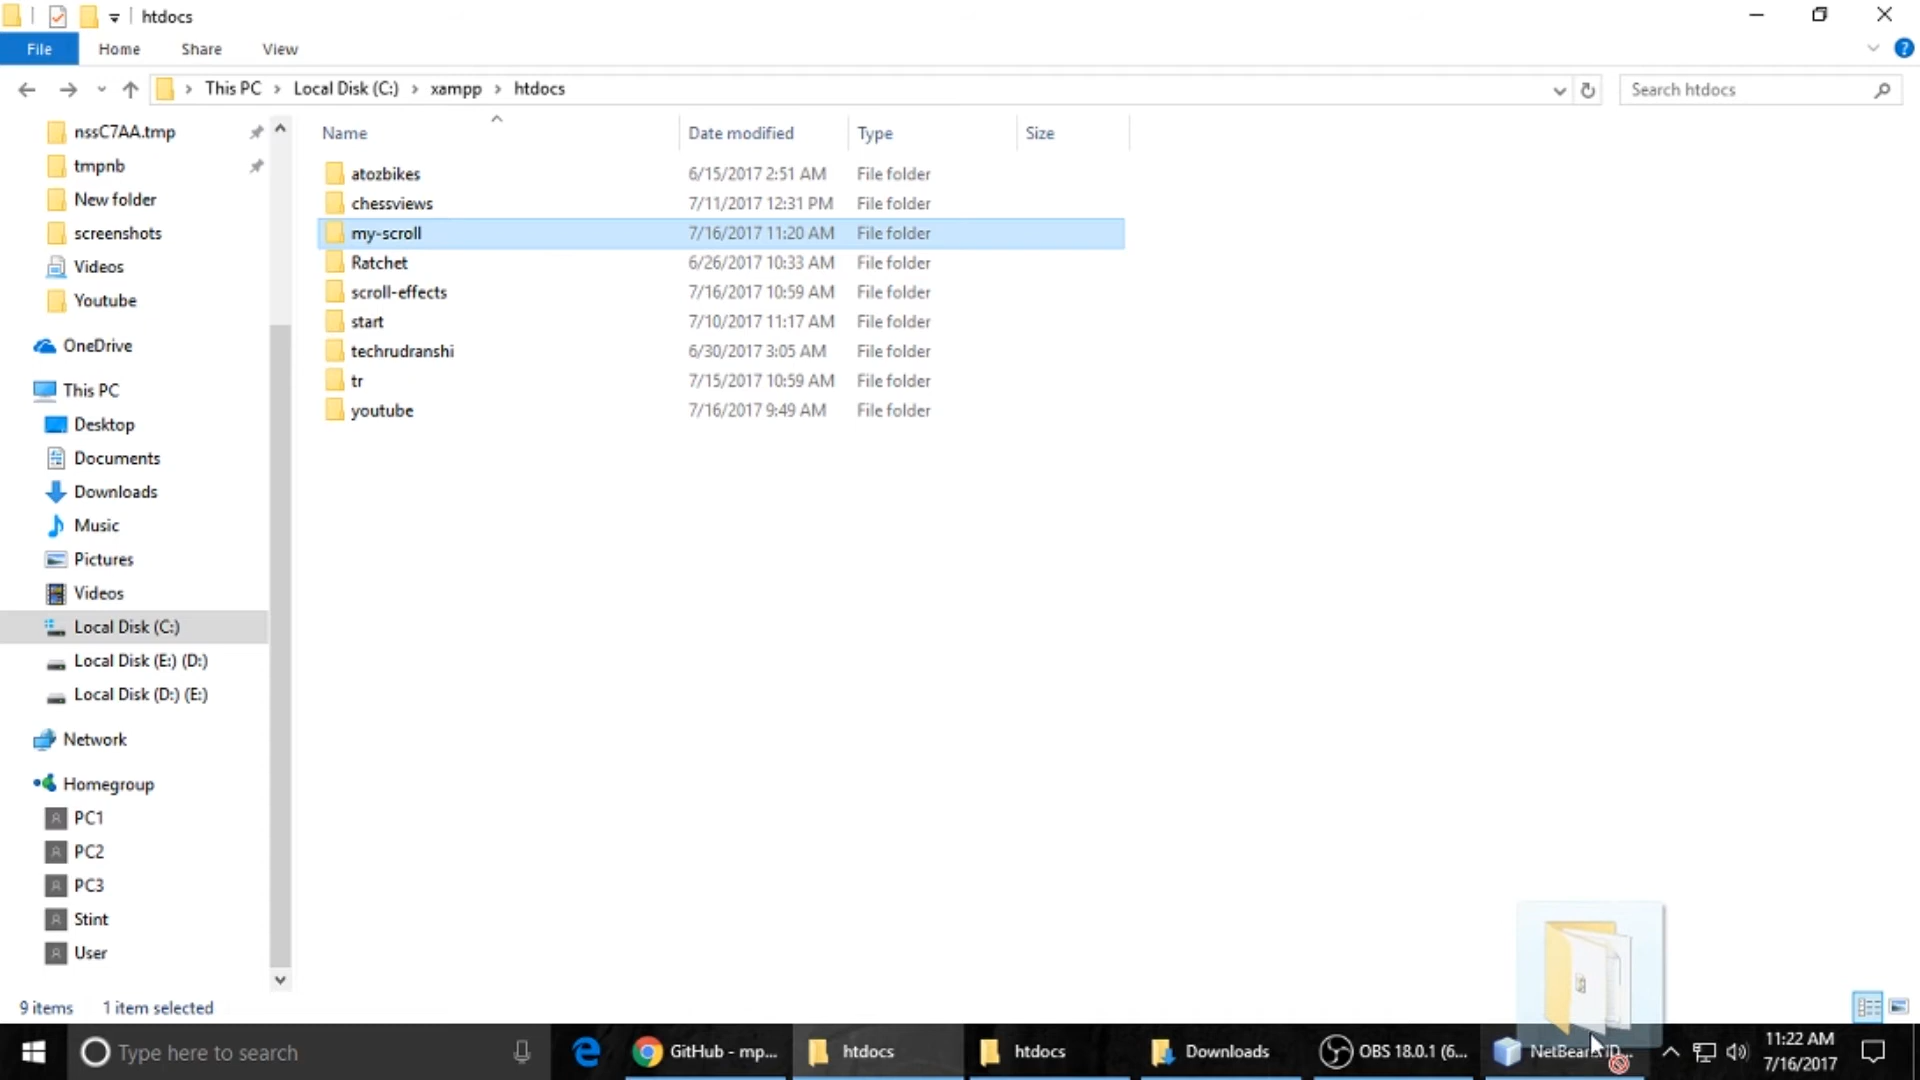 htdocs
File Home Share View
This PC Local Disk (C:) xampp htdocs
Search htdocs
Name Date modified Type Size
nssC7AA.tmp
tmpnb
New folder
screenshots
Videos
Youtube
OneDrive
This PC
Desktop
Documents
Downloads
Music
Pictures
Videos
Local Disk (C:)
Local Disk (E:) (D:)
Local Disk (D:) (E:)
Network
Homegroup
PC1
PC2
PC3
Stint
User
atozbikes 6/15/2017 2:51 AM File folder
chessviews 7/11/2017 12:31 PM File folder
my-scroll 7/16/2017 11:20 AM File folder
Ratchet 6/26/2017 10:33 AM File folder
scroll-effects 7/16/2017 10:59 AM File folder
start 7/10/2017 11:17 AM File folder
techrudranshi 6/30/2017 3:05 AM File folder
tr 7/15/2017 10:59 AM File folder
youtube 7/16/2017 9:49 AM File folder
9 items 1 item selected
Type here to search
GitHub - mp...
htdocs
htdocs
Downloads
OBS 18.0.1 (6...
11:22 AM
7/16/2017